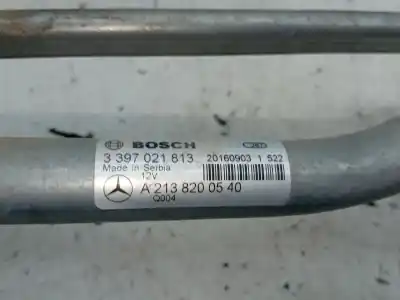 BOSCH
3 397 021 813 20160903 1 522
Made in Serbia
12V
A 213 820 05 40
Q004